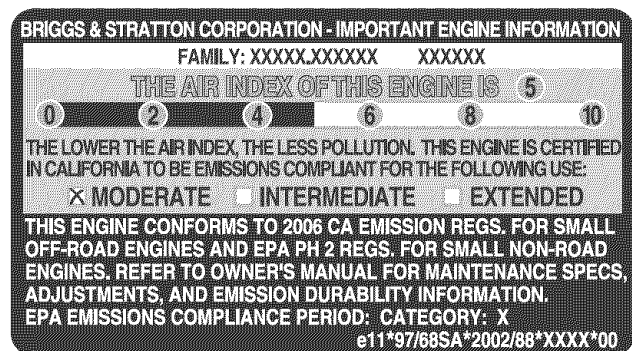 BRIGGS & STRATTON CORPORATION - IMPORTANT ENGINE INFORMATION
FAMILY: XXXXX.XXXXXX XXXXXX
THE AIR INDEX OF THIS ENGINE IS 5
0 2 4 6 8 10
THE LOWER THE AIR INDEX, THE LESS POLLUTION. THIS ENGINE IS CERTIFIED
IN CALIFORNIA TO BE EMISSIONS COMPLIANT FOR THE FOLLOWING USE:
X MODERATE INTERMEDIATE EXTENDED
THIS ENGINE CONFORMS TO 2006 CA EMISSION REGS. FOR SMALL
OFF-ROAD ENGINES AND EPA PH 2 REGS. FOR SMALL NON-ROAD
ENGINES. REFER TO OWNER'S MANUAL FOR MAINTENANCE SPECS,
ADJUSTMENTS, AND EMISSION DURABILITY INFORMATION.
EPA EMISSIONS COMPLIANCE PERIOD: CATEGORY: X
e11*97/68SA*2002/88*XXXX*00